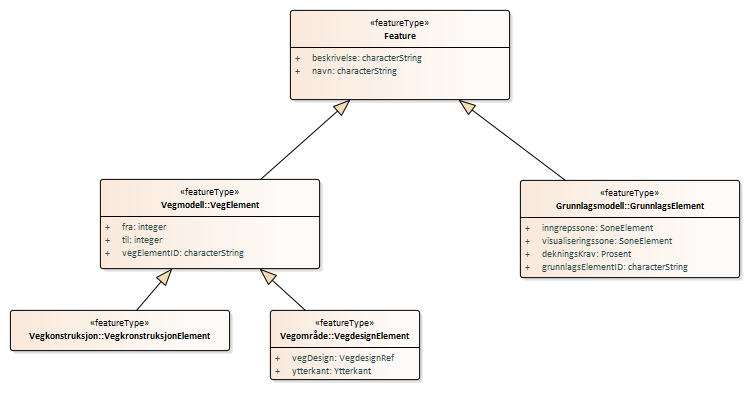 «featureType»
Feature
+ beskrivelse: characterString
+ navn: characterString
«featureType»
Vegmodell::VegElement
+ fra: integer
+ til: integer
+ vegElementID: characterString
«featureType»
Grunnlagsmodell::GrunnlagsElement
+ inngrepssone: SoneElement
+ visualiseringssone: SoneElement
+ dekningsKrav: Prosent
+ grunnlagsElementID: characterString
«featureType»
Vegkonstruksjon::VegkronstruksjonElement
«featureType»
Vegområde::VegdesignElement
+ vegDesign: VegdesignRef
+ ytterkant: Ytterkant